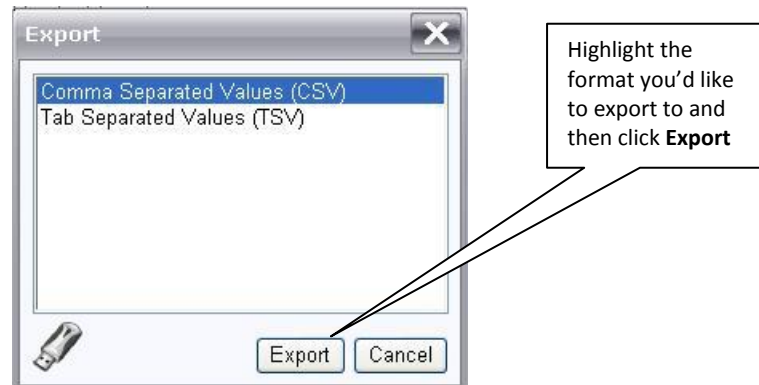 Export
Comma Separated Values (CSV)
Tab Separated Values (TSV)
Export
Cancel
Highlight the
format you’d like
to export to and
then click Export